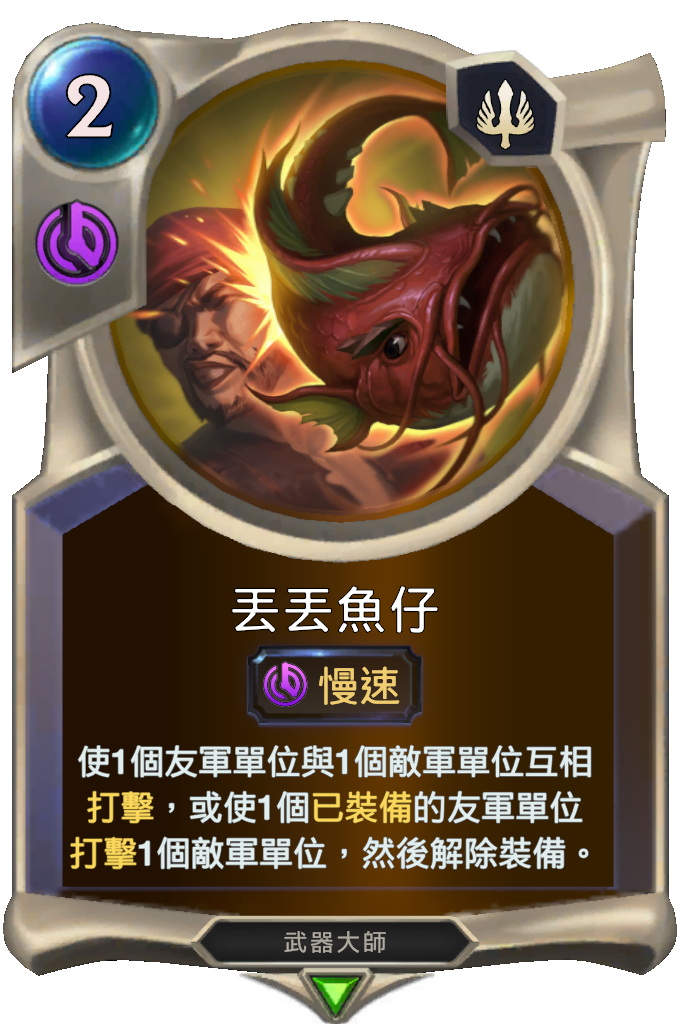 2
丟丟魚仔
慢速
使1個友軍單位與1個敵軍單位互相
打擊，或使1個已裝備的友軍單位
打擊1個敵軍單位，然後解除裝備。
武器大師